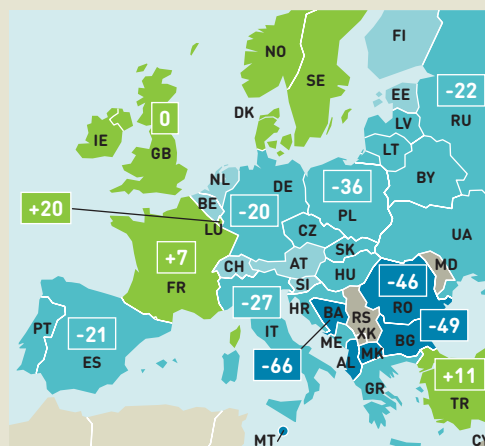 FI
NO
SE
-22
EE
DK
0
LV
RU
IE
LT
GB
NL
BY
DE
-36
BE
+20
-20
PL
LU
CZ
UA
SK
+7
MD
AT
CH
HU
FR
-46
SI
-27
HR
RO
BA
RS
-49
PT
-21
IT
XK
ME
BG
-66
MK
ES
AL
+11
GR
TR
MT
CY